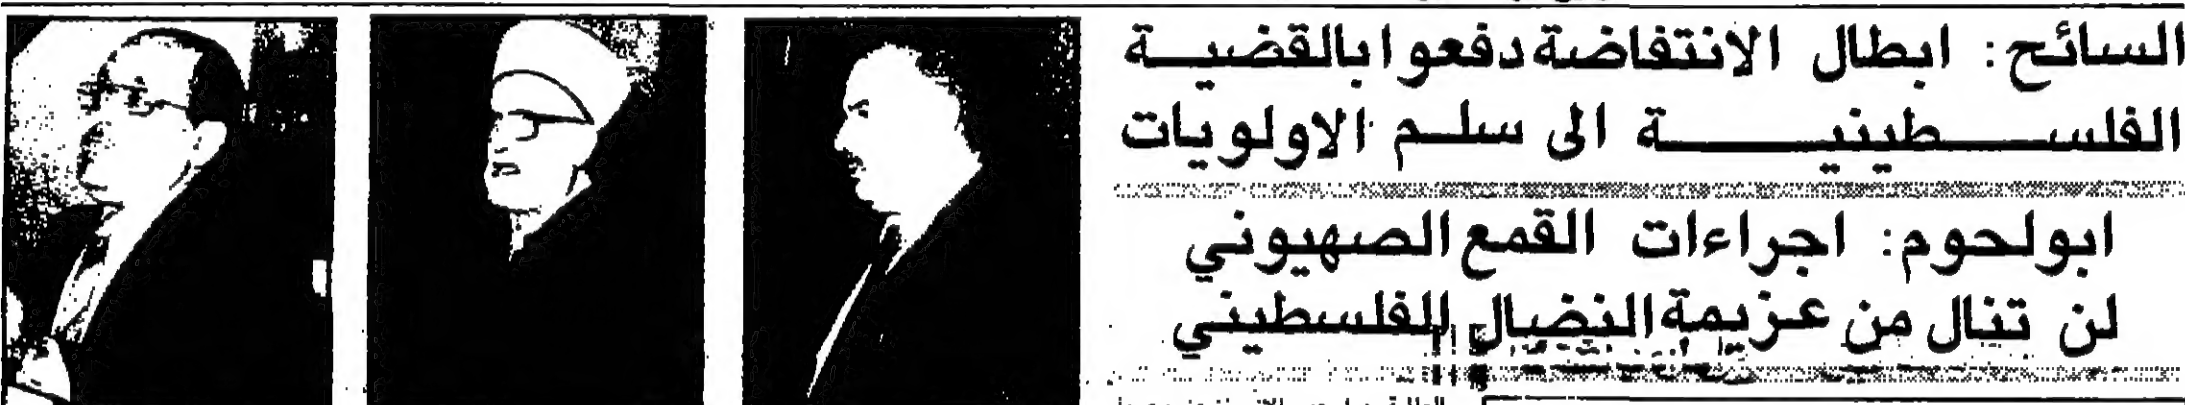 السائح: ابطال الانتفاضة دفعوا بالقضية
الفلسطينية الى سلم الاولويات
ابولحوم: اجراءات القمع الصهيوني
لن تنال من عزيمة النضال الفلسطيني